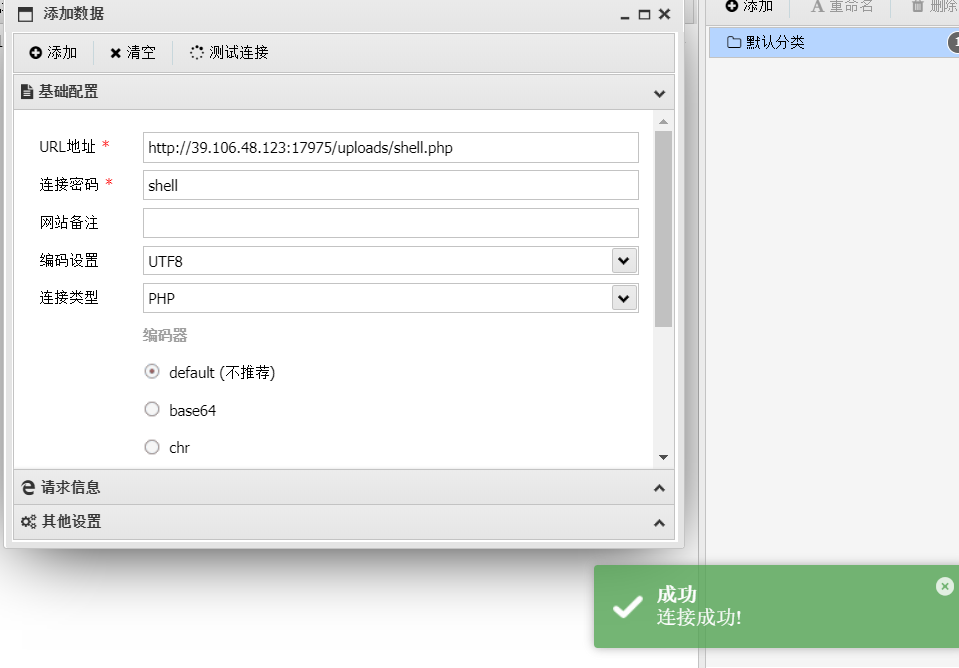 添加数据
添加 清空 测试连接
基础配置
URL地址 * http://39.106.48.123:17975/uploads/shell.php
连接密码 * shell
网站备注
编码设置 UTF8
连接类型 PHP
编码器
default (不推荐)
base64
chr
请求信息
其他设置
添加 A 重命名 删除
默认分类
成功
连接成功!